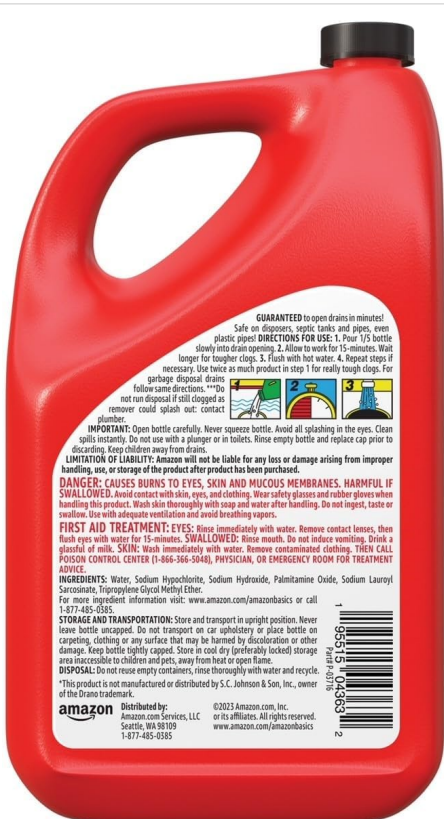 GUARANTEED to open drains in minutes!
Safe on disposers, septic tanks and pipes, even
plastic pipes! DIRECTIONS FOR USE: 1. Pour 1/5 bottle
slowly into drain opening. 2. Allow to work for 15-minutes. Wait
longer for tougher clogs. 3. Flush with hot water. 4. Repeat steps if
necessary. Use twice as much product in step 1 for really tough clogs. For
garbage disposal drains
follow same directions. ***Do
not run disposal if still clogged as
remover could splash out: contact
plumber.
1 2 3
IMPORTANT: Open bottle carefully. Never squeeze bottle. Avoid all splashing in the eyes. Clean
spills instantly. Do not use with a plunger or in toilets. Rinse empty bottle and replace cap prior to
discarding. Keep children away from drains.
LIMITATION OF LIABILITY: Amazon will not be liable for any loss or damage arising from improper
handling, use, or storage of the product after product has been purchased.
DANGER: CAUSES BURNS TO EYES, SKIN AND MUCOUS MEMBRANES. HARMFUL IF
SWALLOWED. Avoid contact with skin, eyes, and clothing. Wear safety glasses and rubber gloves when
handling this product. Wash skin thoroughly with soap and water after handling. Do not ingest, taste or
swallow. Use with adequate ventilation and avoid breathing vapors.
FIRST AID TREATMENT: EYES: Rinse immediately with water. Remove contact lenses, then
flush eyes with water for 15-minutes. SWALLOWED: Rinse mouth. Do not induce vomiting. Drink a
glassful of milk. SKIN: Wash immediately with water. Remove contaminated clothing. THEN CALL
POISON CONTROL CENTER (1-866-366-5048), PHYSICIAN, OR EMERGENCY ROOM FOR TREATMENT
ADVICE.
INGREDIENTS: Water, Sodium Hypochlorite, Sodium Hydroxide, Palmitamine Oxide, Sodium Lauroyl
Sarcosinate, Tripropylene Glycol Methyl Ether.
For more ingredient information visit: www.amazon.com/amazonbasics or call
1-877-485-0385.
STORAGE AND TRANSPORTATION: Store and transport in upright position. Never
leave bottle uncapped. Do not transport on car upholstery or place bottle on
carpeting, clothing or any surface that may be harmed by discoloration or other
damage. Keep bottle tightly capped. Store in cool dry (preferably locked) storage
area inaccessible to children and pets, away from heat or open flame.
DISPOSAL: Do not reuse empty containers, rinse thoroughly with water and recycle.
*This product is not manufactured or distributed by S.C. Johnson & Son, Inc., owner
of the Drano trademark.
amazon
Distributed by:
Amazon.com Services, LLC
Seattle, WA 98109
1-877-485-0385
©2023 Amazon.com, Inc.
or its affiliates. All rights reserved.
www.amazon.com/amazonbasics
Part# P-03716
1 95515 04363 2